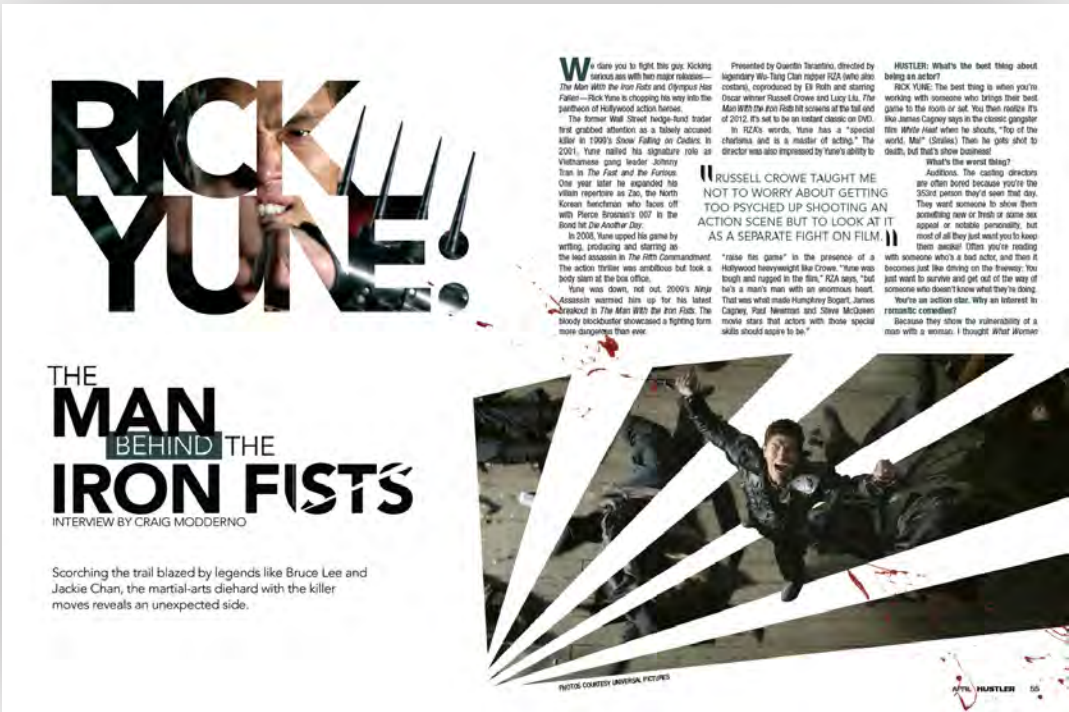 RICK
YUNE!
THE
MAN
BEHIND THE
IRON FISTS
INTERVIEW BY CRAIG MODDERNO
Scorching the trail blazed by legends like Bruce Lee and
Jackie Chan, the martial-arts diehard with the killer
moves reveals an unexpected side.
We dare you to fight this guy. Kicking
serious ass with two major releases—
The Man With the Iron Fists and Olympus Has
Fallen—Rick Yune is chopping his way into the
pantheon of Hollywood action heroes.
The former Wall Street hedge-fund trader
first grabbed attention as a falsely accused
killer in 1999's Snow Falling on Cedars. In
2001, Yune nailed his signature role as
Vietnamese gang leader Johnny
Tran in The Fast and the Furious.
One year later he expanded his
villain repertoire as Zao, the North
Korean henchman who faces off
with Pierce Brosnan's 007 in the
Bond hit Die Another Day.
In 2008, Yune upped his game by
writing, producing and starring as
the lead assassin in The Fifth Commandment.
The action thriller was ambitious but took a
body slam at the box office.
Yune was down, not out. 2009's Ninja
Assassin warmed him up for his latest
breakout in The Man With the Iron Fists. The
bloody blockbuster showcased a fighting form
more dangerous than ever.
Presented by Quentin Tarantino, directed by
legendary Wu-Tang Clan rapper RZA (who also
costars), coproduced by Eli Roth and starring
Oscar winner Russell Crowe and Lucy Liu, The
Man With the Iron Fists hit screens at the tail end
of 2012. It's set to be an instant classic on DVD.
In RZA's words, Yune has a "special
charisma and is a master of acting." The
director was also impressed by Yune's ability to
"RUSSELL CROWE TAUGHT ME
NOT TO WORRY ABOUT GETTING
TOO PSYCHED UP SHOOTING AN
ACTION SCENE BUT TO LOOK AT IT
AS A SEPARATE FIGHT ON FILM."
"raise his game" in the presence of a
Hollywood heavyweight like Crowe. "Yune was
tough and rugged in the film," RZA says, "but
he's a man's man with an enormous heart.
That was what made Humphrey Bogart, James
Cagney, Paul Newman and Steve McQueen
movie stars that actors with those special
skills should aspire to be."
HUSTLER: What's the best thing about
being an actor?
RICK YUNE: The best thing is when you're
working with someone who brings their best
game to the room or set. You then realize it's
like James Cagney says in the classic gangster
film White Heat when he shouts, "Top of the
world, Ma!" (Smiles.) Then he gets shot to
death, but that's show business!
What's the worst thing?
Auditions. The casting directors
are often bored because you're the
353rd person they'd seen that day.
They want someone to show them
something new or fresh or some sex
appeal or notable personality, but
most of all they just want you to keep
them awake! Often you're reading
with someone who's a bad actor, and then it
becomes just like driving on the freeway: You
just want to survive and get out of the way of
someone who doesn't know what they're doing.
You're an action star. Why an interest in
romantic comedies?
Because they show the vulnerability of a
man with a woman. I thought What Women
PHOTOS COURTESY UNIVERSAL PICTURES
APRIL HUSTLER 55